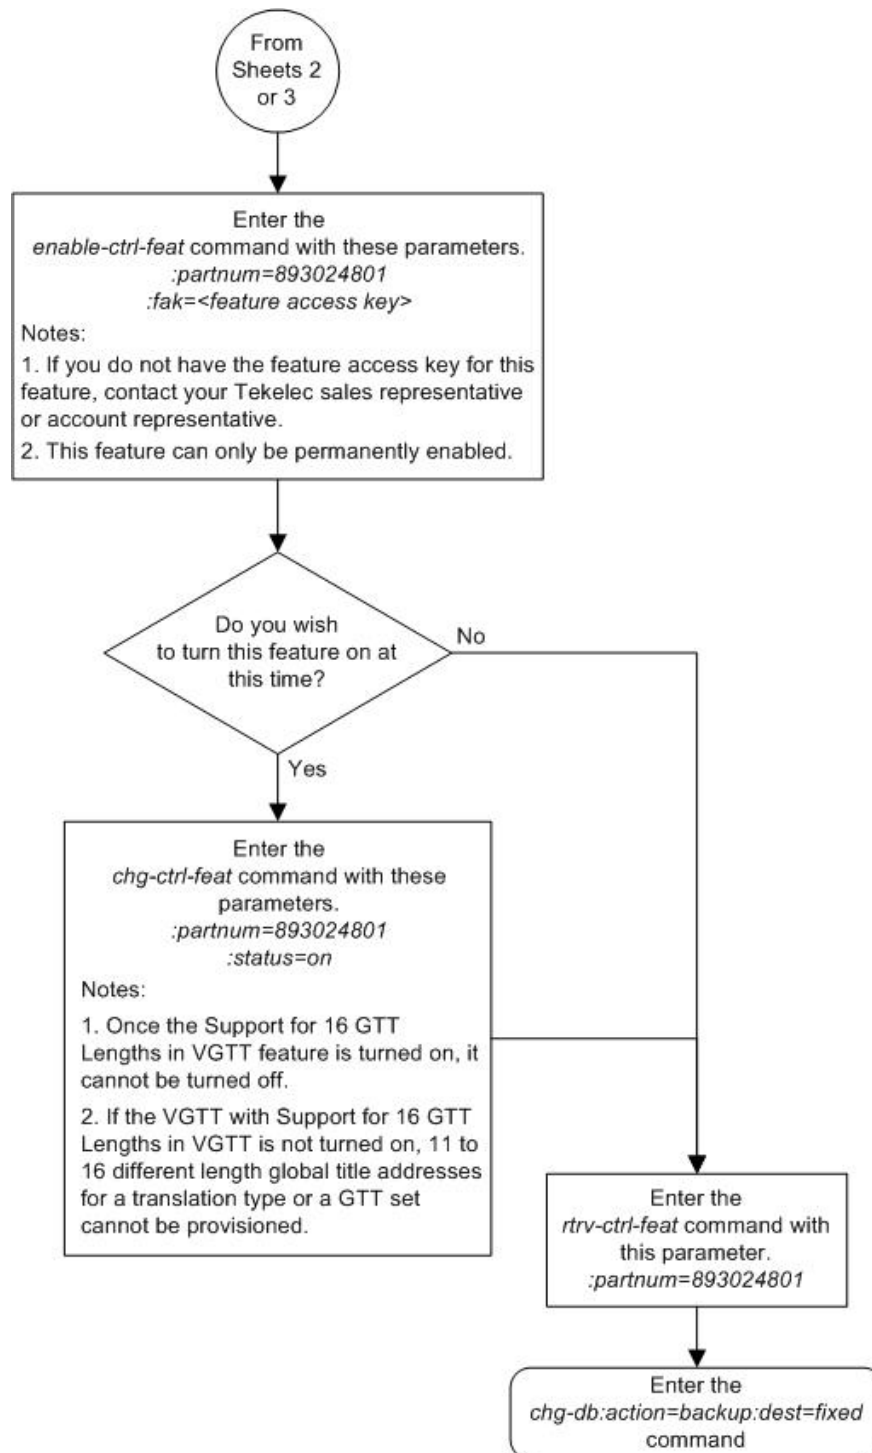 From
Sheets 2
or 3
Enter the
enable-ctrl-feat command with these parameters.
:partnum=893024801
:fak=<feature access key>
Notes:
1. If you do not have the feature access key for this
feature, contact your Tekelec sales representative
or account representative.
2. This feature can only be permanently enabled.
Do you wish
to turn this feature on at
this time?
No
Yes
Enter the
chg-ctrl-feat command with these
parameters.
:partnum=893024801
:status=on
Notes:
1. Once the Support for 16 GTT
Lengths in VGTT feature is turned on, it
cannot be turned off.
2. If the VGTT with Support for 16 GTT
Lengths in VGTT is not turned on, 11 to
16 different length global title addresses
for a translation type or a GTT set
cannot be provisioned.
Enter the
rtrv-ctrl-feat command with
this parameter.
:partnum=893024801
Enter the
chg-db:action=backup:dest=fixed
command